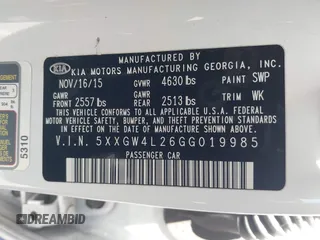 MANUFACTURED BY
KIA KIA MOTORS MANUFACTURING GEORGIA, INC.
NOV/16/15 GVWR 4630 lbs PAINT SWP
GAWR GAWR
FRONT 2557 lbs REAR 2513 lbs TRIM WK
THIS VEHICLE CONFORMS TO ALL APPLICABLE FEDERAL MOTOR VEHICLE
SAFETY, BUMPER, AND THEFT PREVENTION STANDARDS IN
EFFECT ON THE DATE OF MANUFACTURE SHOWN ABOVE.
V.I.N. 5XXGW4L26GG019985
PASSENGER CAR
5310
DREAMBID